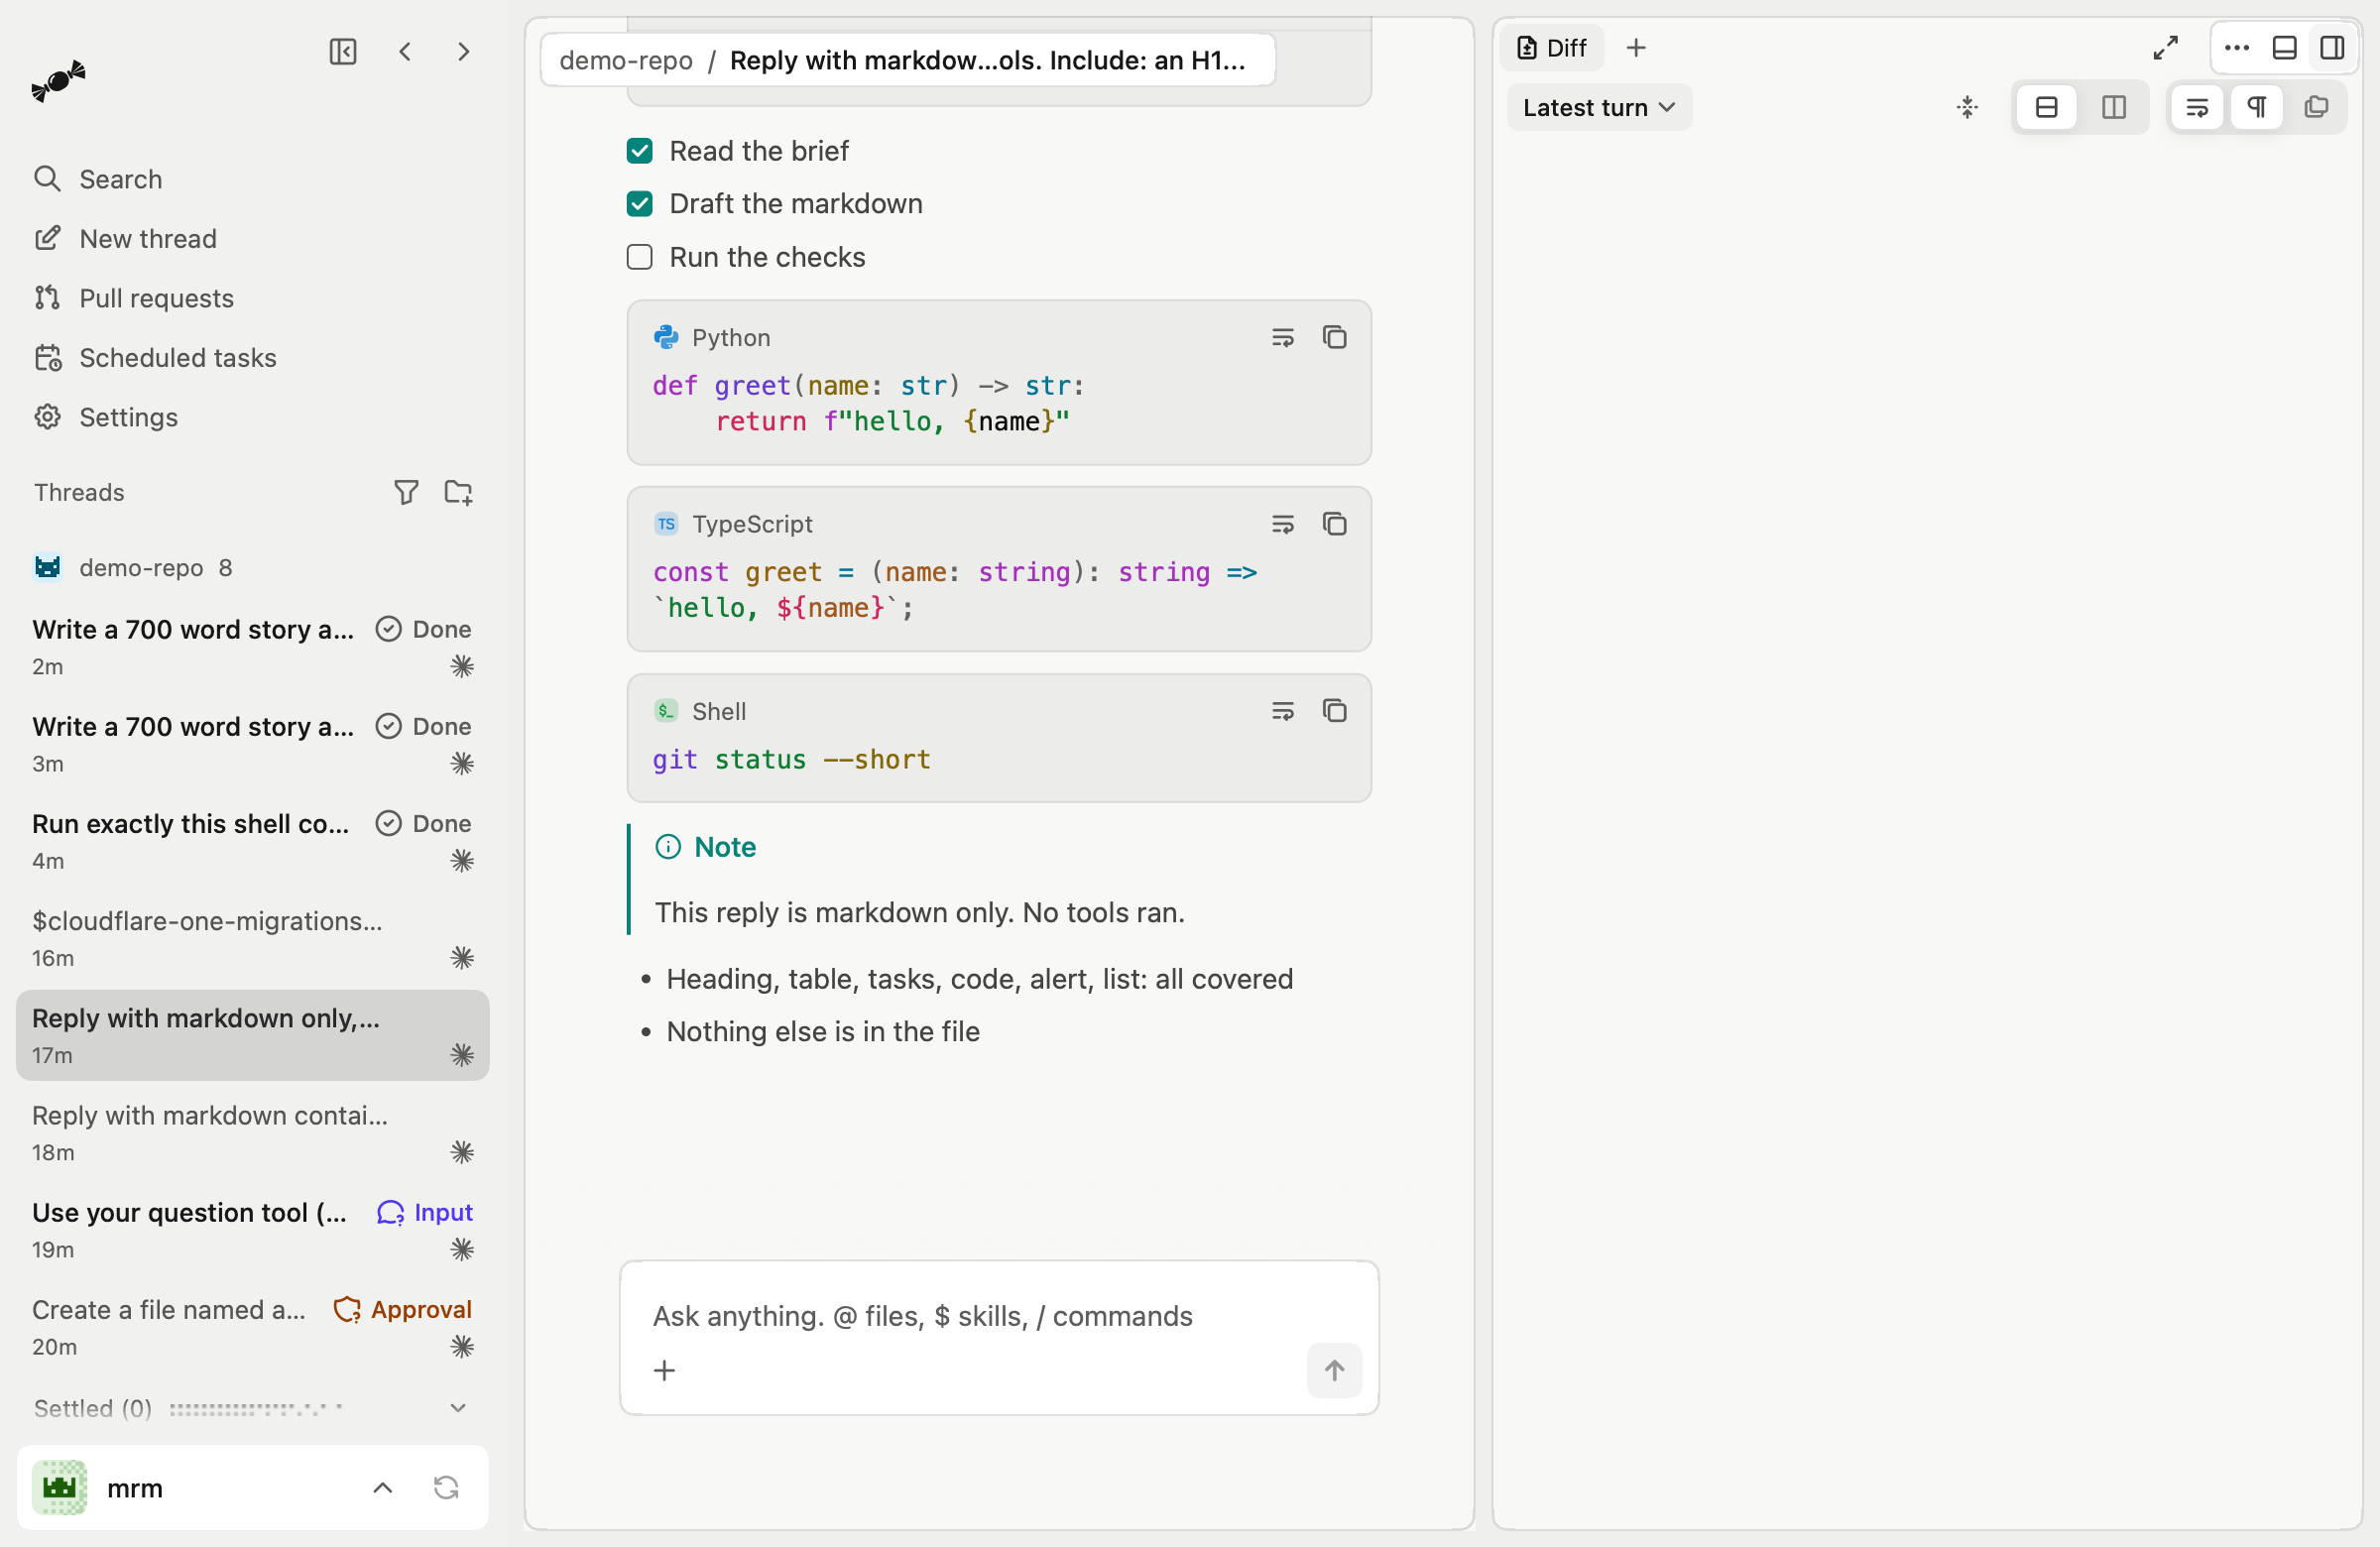 Search
New thread
Pull requests
Scheduled tasks
Settings
Threads
demo-repo 8
Write a 700 word story a... Done
2m
Write a 700 word story a... Done
3m
Run exactly this shell co... Done
4m
$cloudflare-one-migrations...
16m
Reply with markdown only,...
17m
Reply with markdown contai...
18m
Use your question tool (... Input
19m
Create a file named a... Approval
20m
Settled (0)
mrm
demo-repo / Reply with markdow...ols. Include: an H1...
Read the brief
Draft the markdown
Run the checks
Python
def greet(name: str) -> str:
    return f"hello, {name}"
TS TypeScript
const greet = (name: string): string =>
`hello, ${name}`;
$_ Shell
git status --short
Note
This reply is markdown only. No tools ran.
• Heading, table, tasks, code, alert, list: all covered
• Nothing else is in the file
Ask anything. @ files, $ skills, / commands
Diff
Latest turn